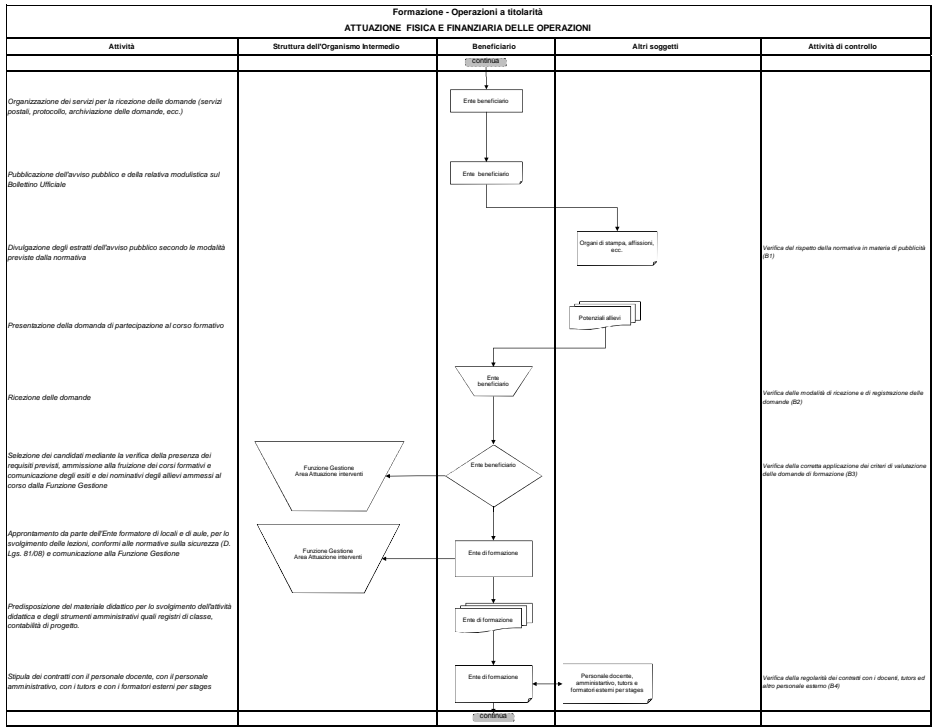 Formazione - Operazioni a titolarità
ATTUAZIONE FISICA E FINANZIARIA DELLE OPERAZIONI
Attività
Struttura dell'Organismo Intermedio
Beneficiario
Altri soggetti
Attività di controllo
continua
Organizzazione dei servizi per la ricezione delle domande (servizi
postali, protocollo, archiviazione delle domande, ecc.)
Ente beneficiario
Pubblicazione dell'avviso pubblico e della relativa modulistica sul
Bollettino Ufficiale
Ente beneficiario
Divulgazione degli estratti dell'avviso pubblico secondo le modalità
previste dalla normativa
Organi di stampa, affissioni,
ecc.
Verifica del rispetto della normativa in materia di pubblicità
(B1)
Presentazione della domanda di partecipazione al corso formativo
Potenziali allievi
Ricezione delle domande
Ente
beneficiario
Verifica delle modalità di ricezione e di registrazione delle
domande (B2)
Selezione dei candidati mediante la verifica della presenza dei
requisiti previsti, ammissione alla fruizione dei corsi formativi e
comunicazione degli esiti e dei nominativi degli allievi ammessi al
corso dalla Funzione Gestione
Funzione Gestione
Area Attuazione interventi
Ente beneficiario
Verifica della corretta applicazione dei criteri di valutazione
delle domande di formazione (B3)
Approntamento da parte dell'Ente formatore di locali e di aule, per lo
svolgimento delle lezioni, conformi alle normative sulla sicurezza (D.
Lgs. 81/08) e comunicazione alla Funzione Gestione
Funzione Gestione
Area Attuazione interventi
Ente di formazione
Predisposizione del materiale didattico per lo svolgimento dell'attività
didattica e degli strumenti amministrativi quali registri di classe,
contabilità di progetto.
Ente di formazione
Stipula dei contratti con il personale docente, con il personale
amministrativo, con i tutors e con i formatori esterni per stages
Ente di formazione
Personale docente,
amministartivo, tutors e
formatori esterni per stages
Verifica della regolarità dei contratti con i docenti, tutors ed
altro personale esterno (B4)
continua